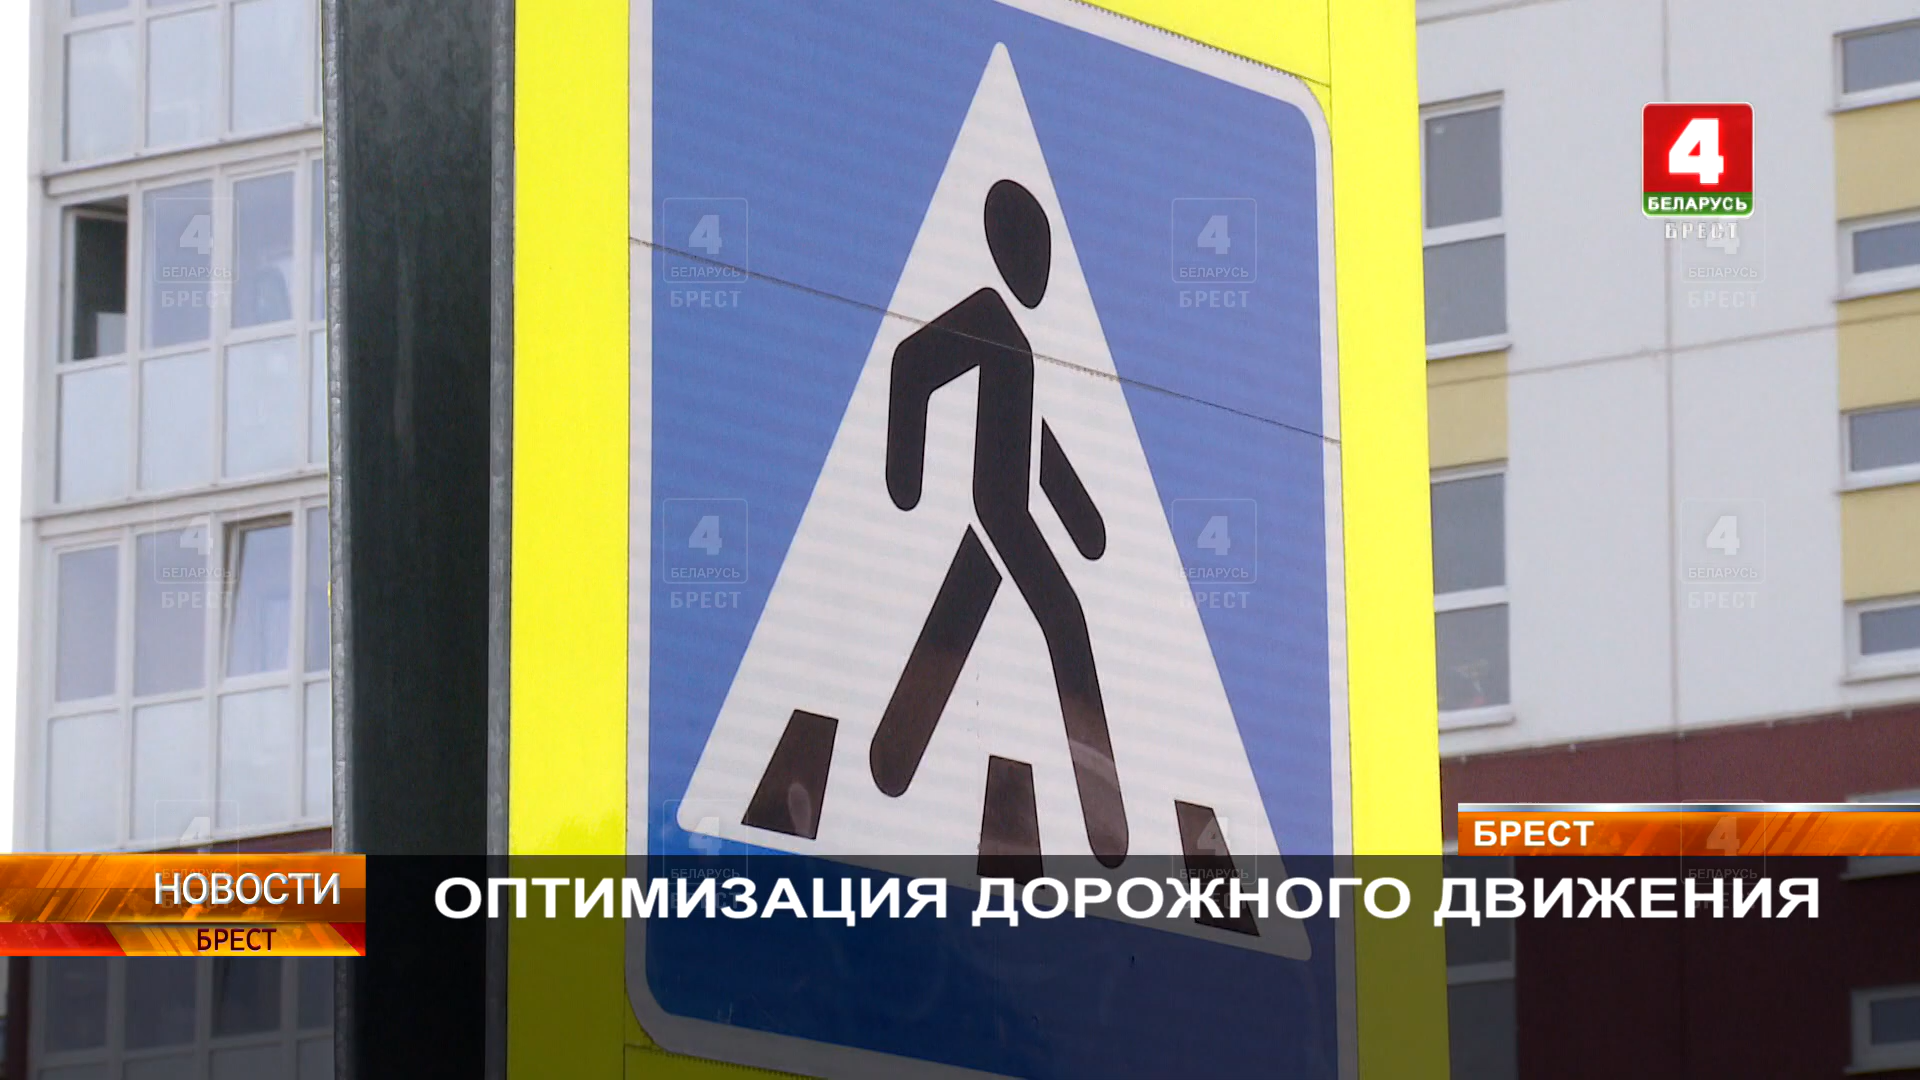 4
БЕЛАРУСЬ
БРЕСТ
БРЕСТ
НОВОСТИ
БРЕСТ
ОПТИМИЗАЦИЯ ДОРОЖНОГО ДВИЖЕНИЯ